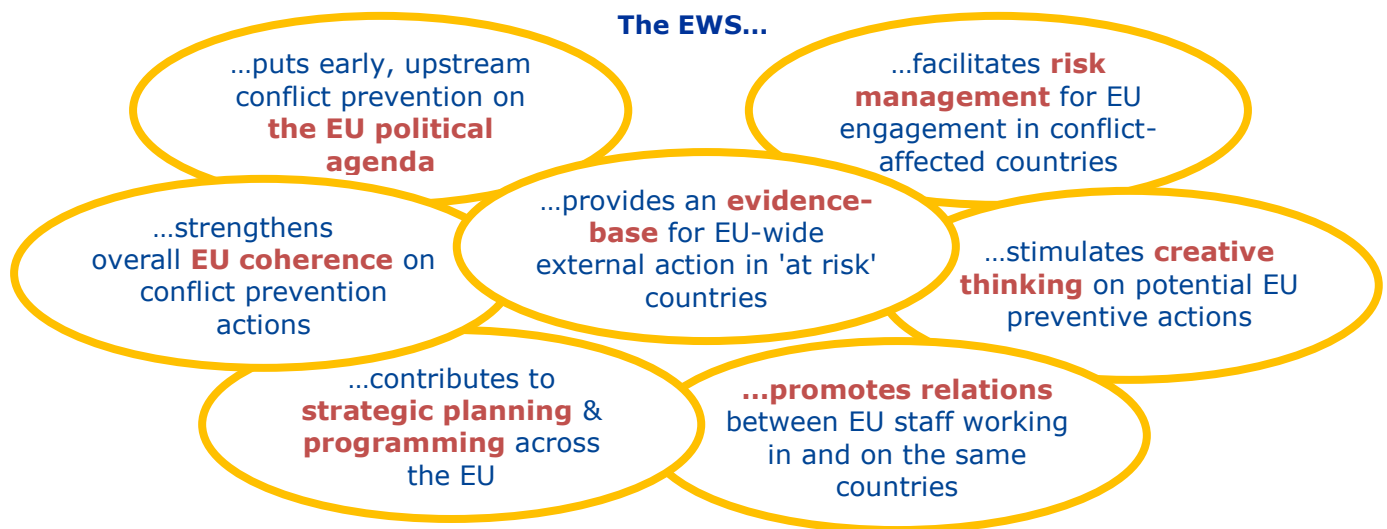 The EWS…
…puts early, upstream
conflict prevention on
the EU political
agenda
…facilitates risk
management for EU
engagement in conflict-
affected countries
…strengthens
overall EU coherence on
conflict prevention
actions
…provides an evidence-
base for EU-wide
external action in 'at risk'
countries
…stimulates creative
thinking on potential EU
preventive actions
…contributes to
strategic planning &
programming across
the EU
…promotes relations
between EU staff working
in and on the same
countries